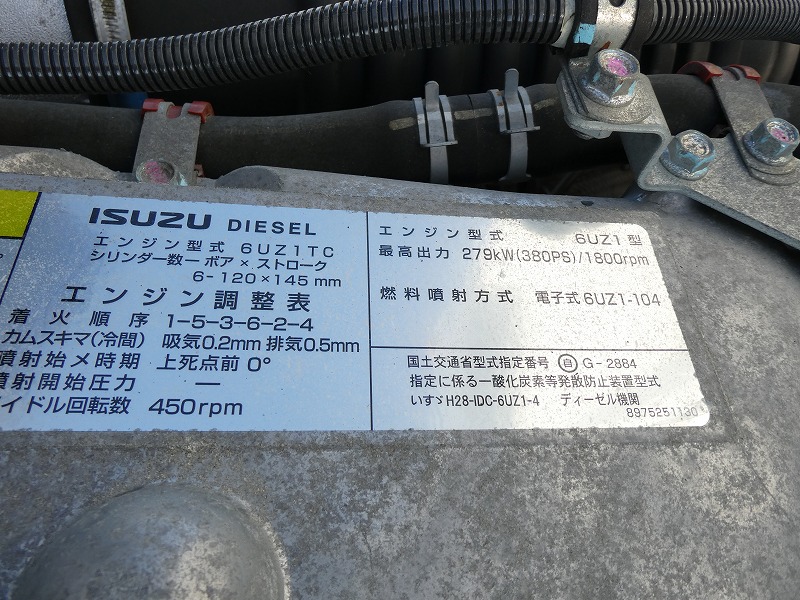 ISUZU DIESEL
エンジン型式 6UZ1TC
シリンダー数ー ボア × ストローク
6-120×145mm
エンジン調整表
着火順序 1-5-3-6-2-4
カムスキマ(冷間) 吸気0.2mm 排気0.5mm
噴射始メ時期 上死点前 0°
噴射開始圧力 ー
アイドル回転数 450rpm
エンジン型式 6UZ1型
最高出力 279kW(380PS)/1800rpm
燃料噴射方式 電子式6UZ1-104
国土交通省型式指定番号 自 G-2884
指定に係る一酸化炭素等発散防止装置型式
いすゞH28-IDC-6UZ1-4 ディーゼル機関
8975251130